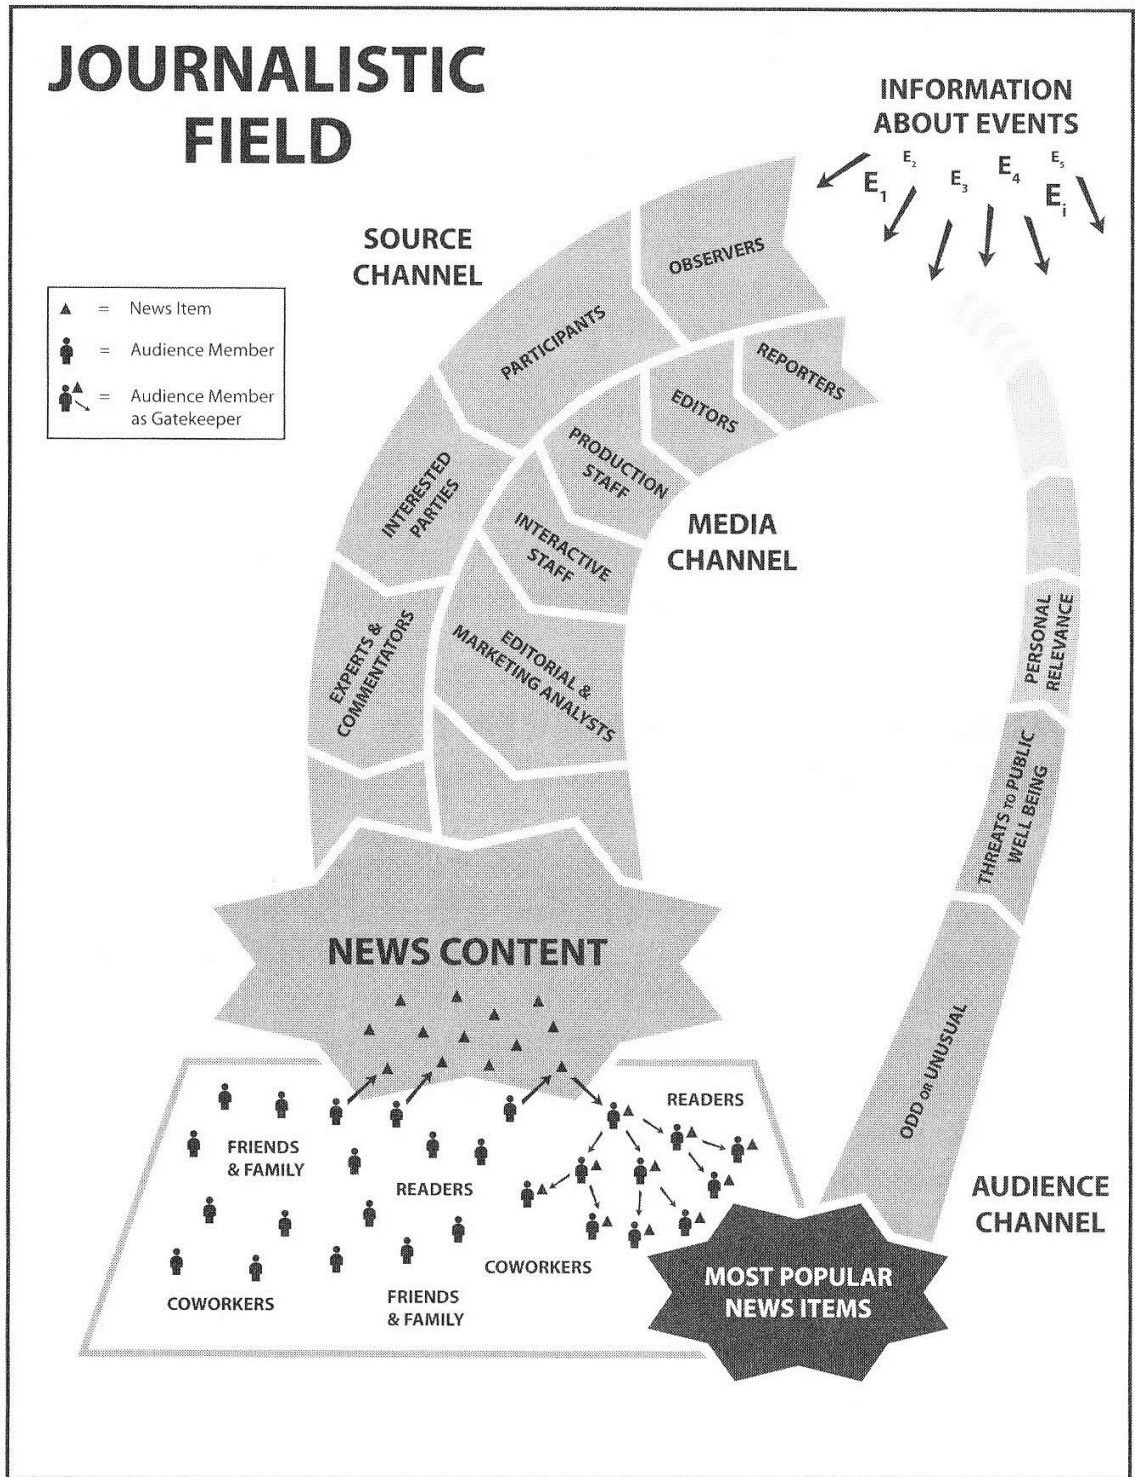 JOURNALISTIC
FIELD
INFORMATION
ABOUT EVENTS
E1
E2
E3
E4
E5
Ei
SOURCE
CHANNEL
▲ = News Item
= Audience Member
= Audience Member
as Gatekeeper
OBSERVERS
PARTICIPANTS
INTERESTED
PARTIES
EXPERTS &
COMMENTATORS
REPORTERS
EDITORS
PRODUCTION
STAFF
INTERACTIVE
STAFF
EDITORIAL &
MARKETING ANALYSTS
MEDIA
CHANNEL
PERSONAL
RELEVANCE
THREATS TO PUBLIC
WELL BEING
ODD OR UNUSUAL
AUDIENCE
CHANNEL
NEWS CONTENT
READERS
FRIENDS
& FAMILY
READERS
COWORKERS
COWORKERS
FRIENDS
& FAMILY
MOST POPULAR
NEWS ITEMS